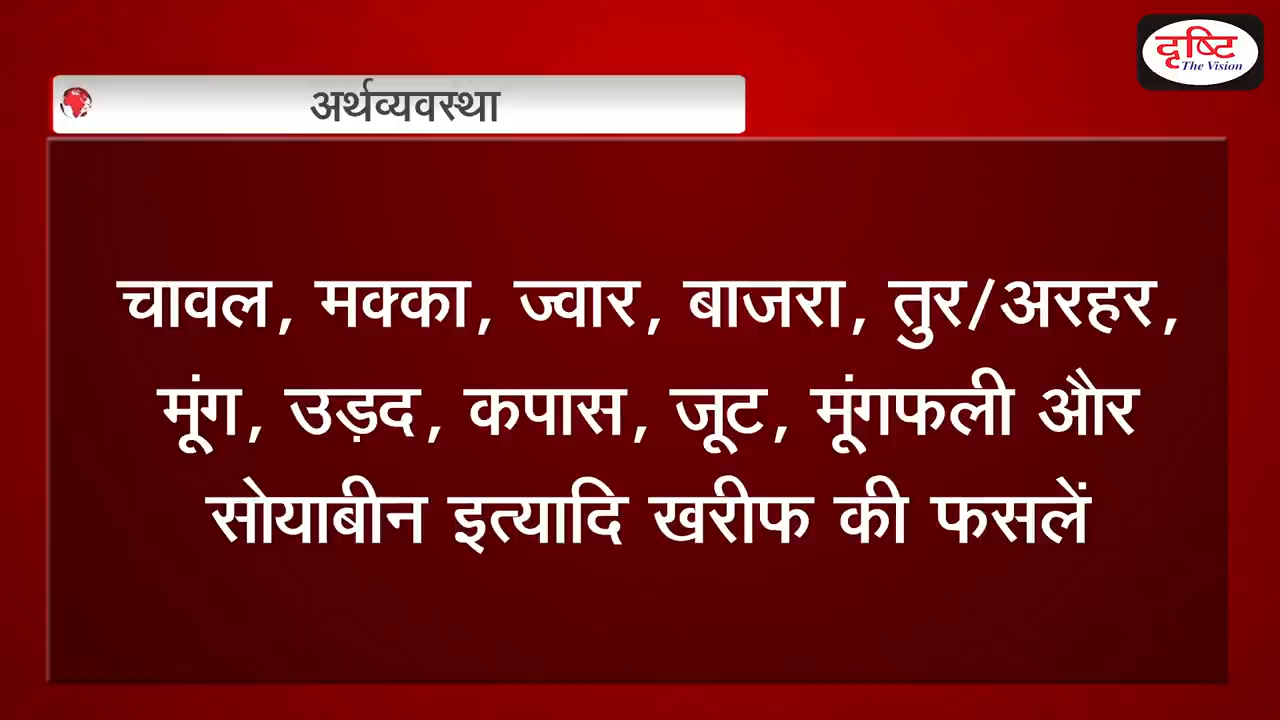 दृष्टि
The Vision
अर्थव्यवस्था
चावल, मक्का, ज्वार, बाजरा, तुर/अरहर,
मूंग, उड़द, कपास, जूट, मूंगफली और
सोयाबीन इत्यादि खरीफ की फसलें